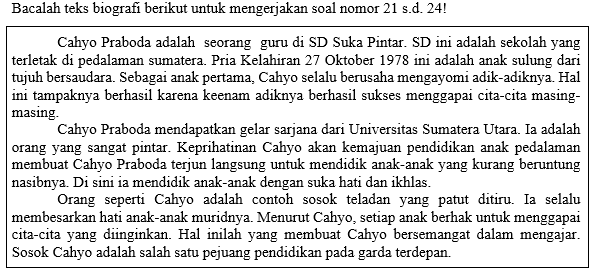 Bacalah teks biografi berikut untuk mengerjakan soal nomor 21 s.d. 24!
Cahyo Praboda adalah seorang guru di SD Suka Pintar. SD ini adalah sekolah yang
terletak di pedalaman sumatera. Pria Kelahiran 27 Oktober 1978 ini adalah anak sulung dari
tujuh bersaudara. Sebagai anak pertama, Cahyo selalu berusaha mengayomi adik-adiknya. Hal
ini tampaknya berhasil karena keenam adiknya berhasil sukses menggapai cita-cita masing-
masing.
Cahyo Praboda mendapatkan gelar sarjana dari Universitas Sumatera Utara. Ia adalah
orang yang sangat pintar. Keprihatinan Cahyo akan kemajuan pendidikan anak pedalaman
membuat Cahyo Praboda terjun langsung untuk mendidik anak-anak yang kurang beruntung
nasibnya. Di sini ia mendidik anak-anak dengan suka hati dan ikhlas.
Orang seperti Cahyo adalah contoh sosok teladan yang patut ditiru. Ia selalu
membesarkan hati anak-anak muridnya. Menurut Cahyo, setiap anak berhak untuk menggapai
cita-cita yang diinginkan. Hal inilah yang membuat Cahyo bersemangat dalam mengajar.
Sosok Cahyo adalah salah satu pejuang pendidikan pada garda terdepan.